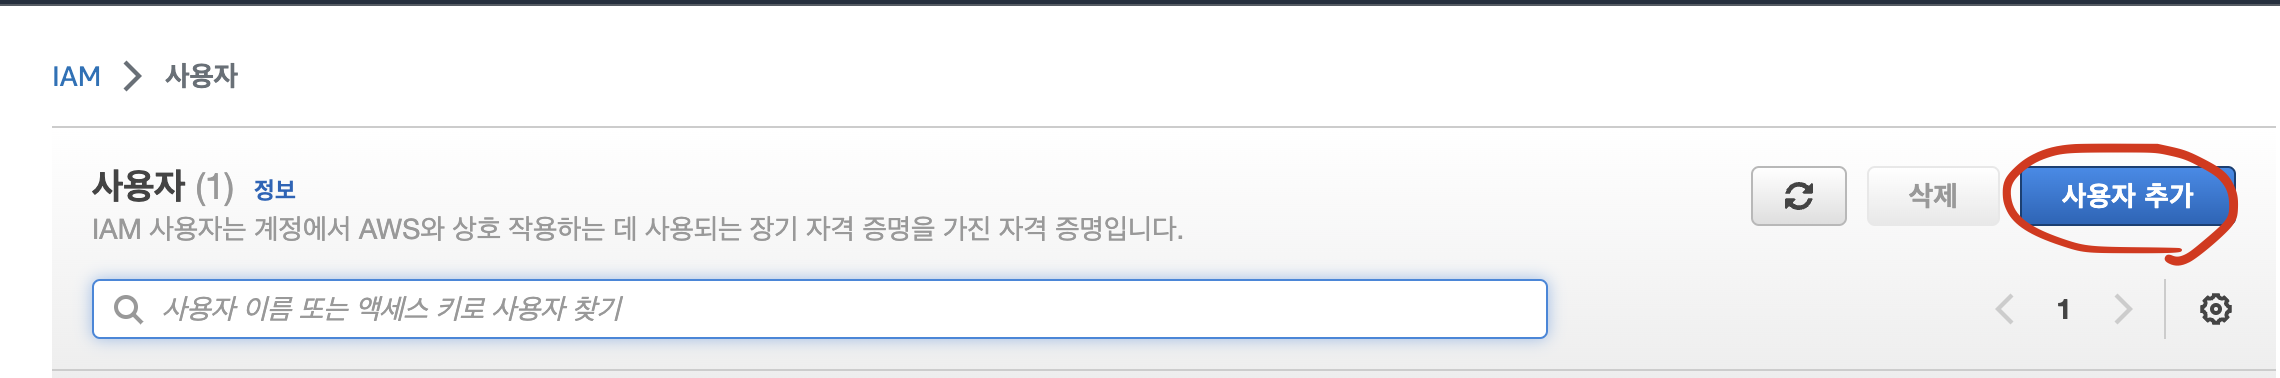 IAM > 사용자
사용자 (1) 정보
IAM 사용자는 계정에서 AWS와 상호 작용하는 데 사용되는 장기 자격 증명을 가진 자격 증명입니다.
삭제
사용자 추가
사용자 이름 또는 액세스 키로 사용자 찾기
1